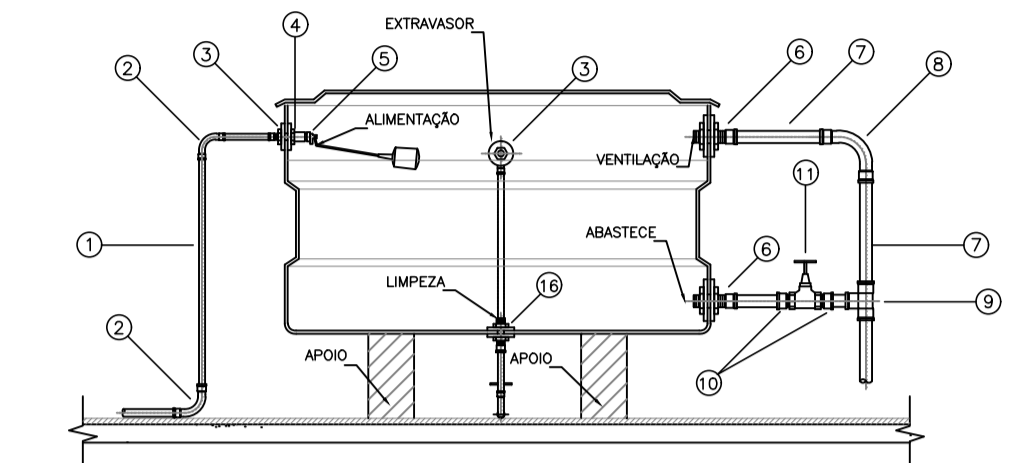 EXTRAVASOR
4
3
5
2
3
6
7
8
ALIMENTAÇÃO
VENTILAÇÃO
11
1
ABASTECE
6
7
LIMPEZA
16
9
2
APOIO
APOIO
10